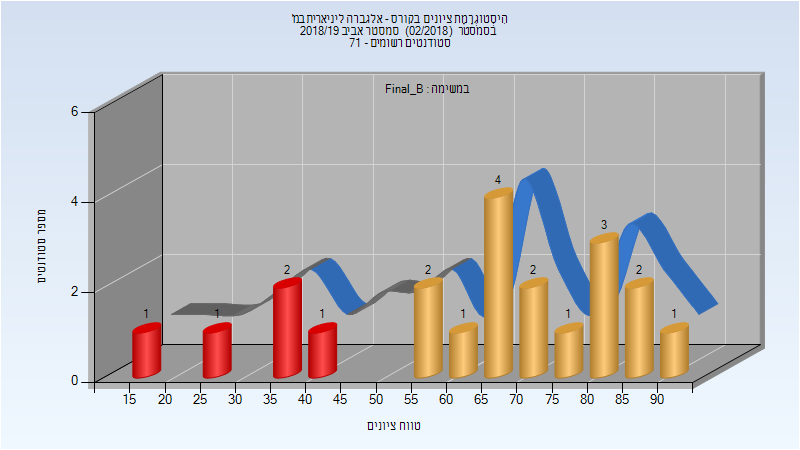 היסטוגרמת ציונים בקורס - אלגברה ליניארית במ'
בסמסטר (02/2018) סמסטר אביב 2018/19
סטודנטים רשומים - 71
במשימה : Final_B
מספר סטודנטים
6
4
2
0
1 1 2 1 2 1 4 2 1 3 2 1
15 20 25 30 35 40 45 50 55 60 65 70 75 80 85 90
טווח ציונים